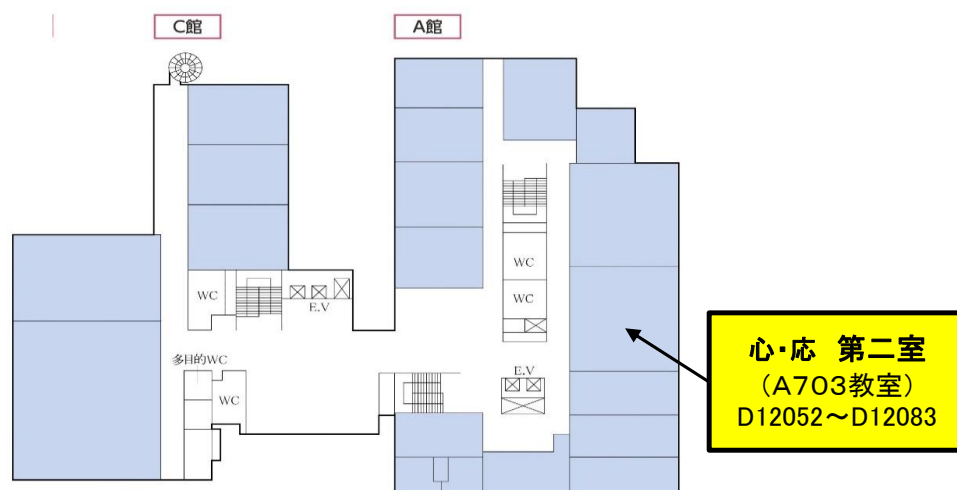 C館
A館
WC
WC
WC
E.V
多目的WC
WC
E.V
心・応 第二室
（A703教室）
D12052～D12083